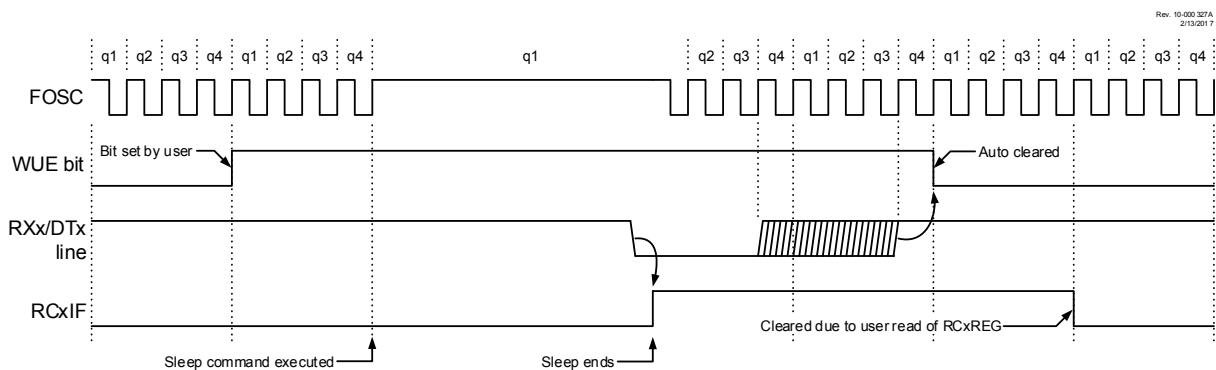 Rev. 10-000 327A
2/13/201 7
q1 q2 q3 q4 q1 q2 q3 q4 q1 q2 q3 q4 q1 q2 q3 q4 q1 q2 q3 q4 q1 q2 q3 q4
FOSC
Bit set by user
WUE bit
Auto cleared
RXx/DTx
line
RCxIF
Cleared due to user read of RCxREG
Sleep command executed
Sleep ends